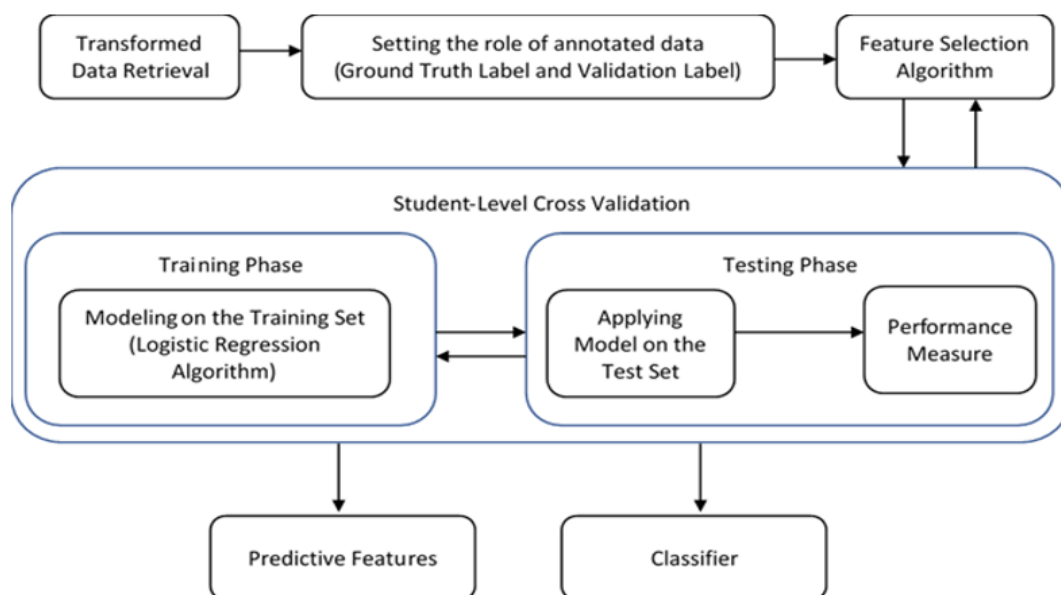 Transformed
Data Retrieval
Setting the role of annotated data
(Ground Truth Label and Validation Label)
Feature Selection
Algorithm
Student-Level Cross Validation
Training Phase
Modeling on the Training Set
(Logistic Regression
Algorithm)
Testing Phase
Applying
Model on the
Test Set
Performance
Measure
Predictive Features
Classifier